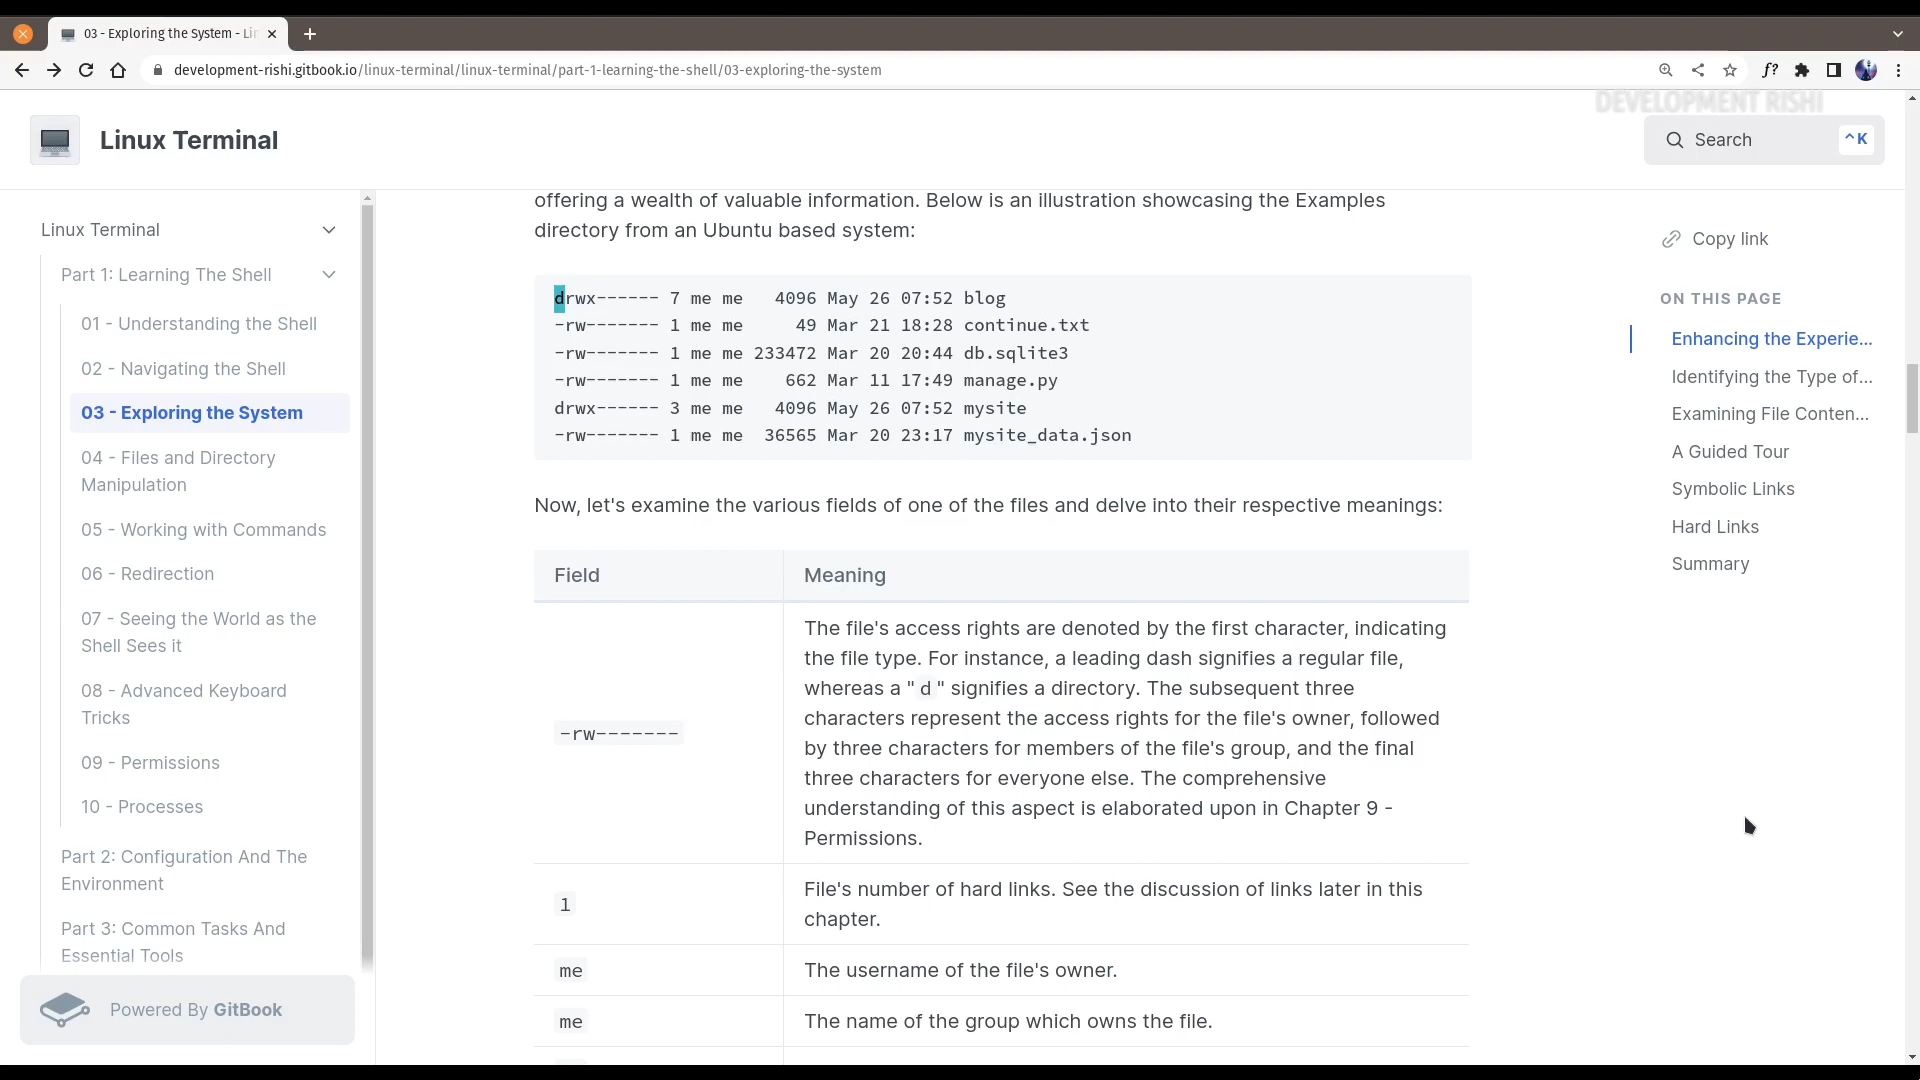 03 - Exploring the System - Li
development-rishi.gitbook.io/linux-terminal/linux-terminal/part-1-learning-the-shell/03-exploring-the-system
f?
DEVELOPMENT RISHI
Linux Terminal
Search
^K
Linux Terminal
Part 1: Learning The Shell
01 - Understanding the Shell
02 - Navigating the Shell
03 - Exploring the System
04 - Files and Directory
Manipulation
05 - Working with Commands
06 - Redirection
07 - Seeing the World as the
Shell Sees it
08 - Advanced Keyboard
Tricks
09 - Permissions
10 - Processes
Part 2: Configuration And The
Environment
Part 3: Common Tasks And
Essential Tools
Powered By GitBook
offering a wealth of valuable information. Below is an illustration showcasing the Examples
directory from an Ubuntu based system:
drwx------ 7 me me   4096 May 26 07:52 blog
-rw------- 1 me me     49 Mar 21 18:28 continue.txt
-rw------- 1 me me 233472 Mar 20 20:44 db.sqlite3
-rw------- 1 me me    662 Mar 11 17:49 manage.py
drwx------ 3 me me   4096 May 26 07:52 mysite
-rw------- 1 me me  36565 Mar 20 23:17 mysite_data.json
Now, let's examine the various fields of one of the files and delve into their respective meanings:
Field
Meaning
-rw-------
The file's access rights are denoted by the first character, indicating
the file type. For instance, a leading dash signifies a regular file,
whereas a "d" signifies a directory. The subsequent three
characters represent the access rights for the file's owner, followed
by three characters for members of the file's group, and the final
three characters for everyone else. The comprehensive
understanding of this aspect is elaborated upon in Chapter 9 -
Permissions.
1
File's number of hard links. See the discussion of links later in this
chapter.
me
The username of the file's owner.
me
The name of the group which owns the file.
Copy link
ON THIS PAGE
Enhancing the Experie...
Identifying the Type of...
Examining File Conten...
A Guided Tour
Symbolic Links
Hard Links
Summary